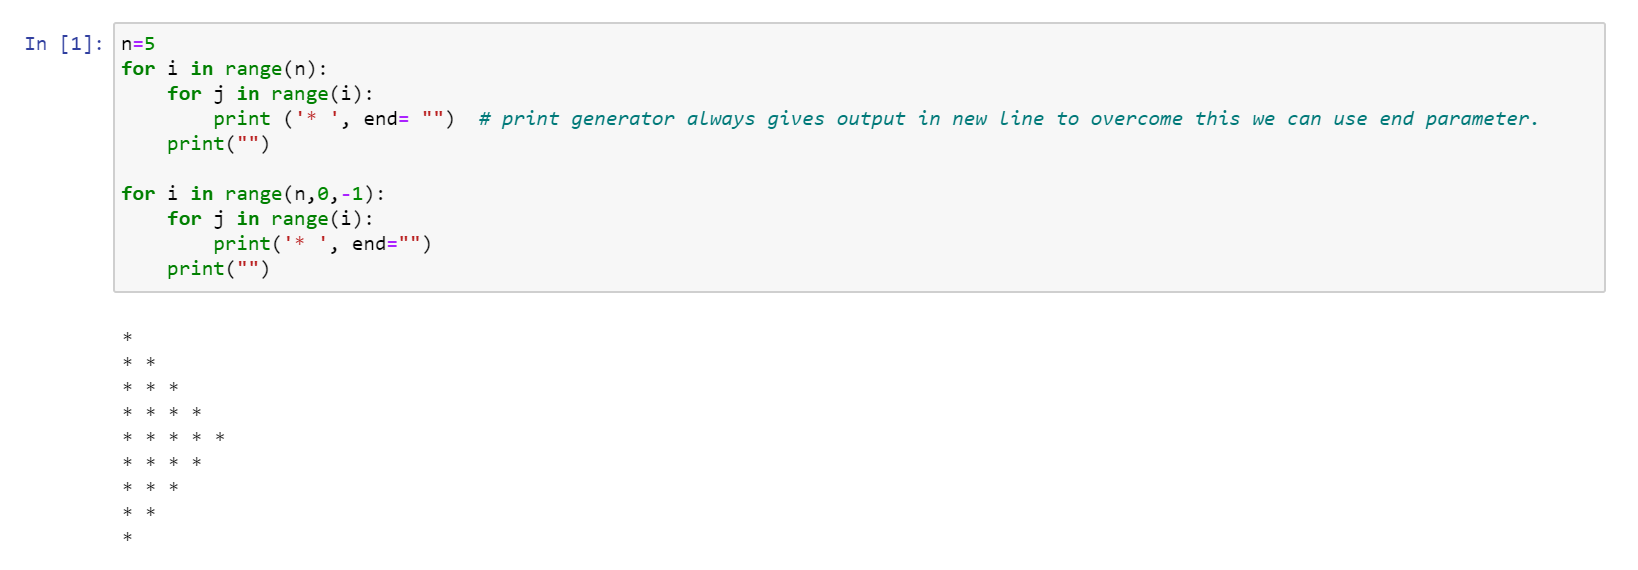 In [1]: n=5
for i in range(n):
    for j in range(i):
        print ('* ', end= "")  # print generator always gives output in new line to overcome this we can use end parameter.
    print("")

for i in range(n,0,-1):
    for j in range(i):
        print('* ', end="")
    print("")

*
* *
* * *
* * * *
* * * * *
* * * *
* * *
* *
*